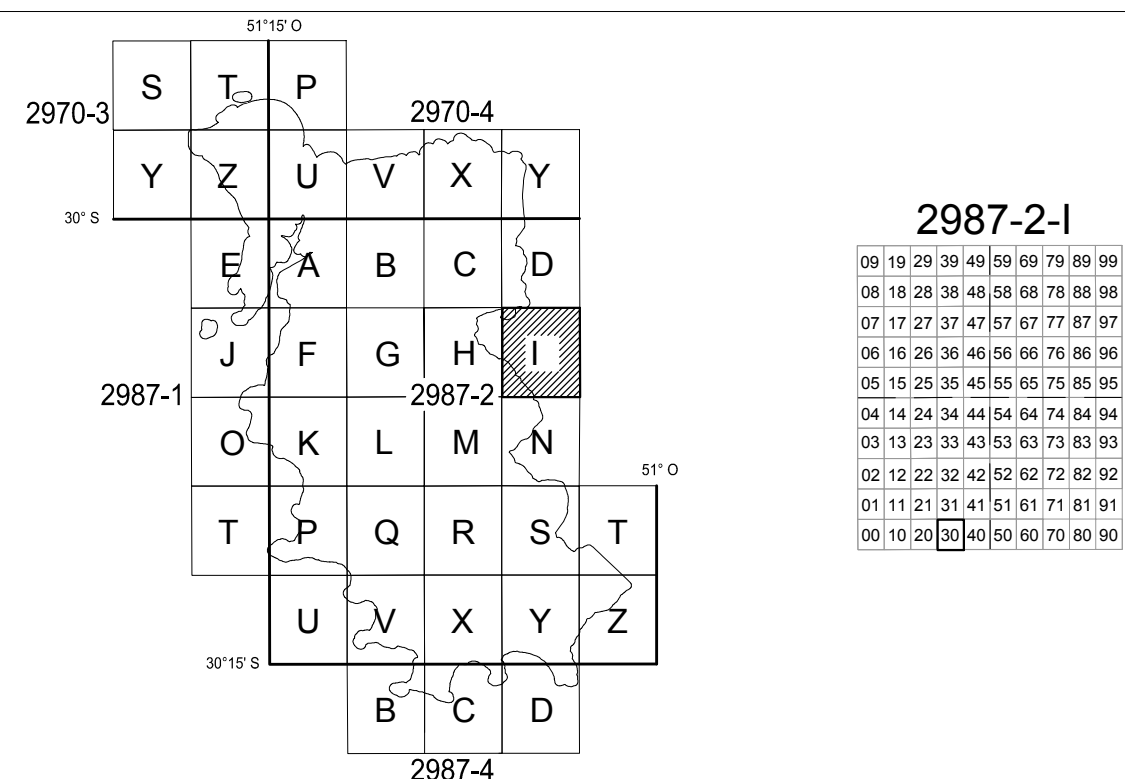 51°15' O
S T P
2970-3 2970-4
Y Z U V X Y
30° S
E A B C D
J F G H I
2987-1 2987-2
O K L M N
51° O
T P Q R S T
U V X Y Z
30°15' S
B C D
2987-4
2987-2-I
09 19 29 39 49 59 69 79 89 99
08 18 28 38 48 58 68 78 88 98
07 17 27 37 47 57 67 77 87 97
06 16 26 36 46 56 66 76 86 96
05 15 25 35 45 55 65 75 85 95
04 14 24 34 44 54 64 74 84 94
03 13 23 33 43 53 63 73 83 93
02 12 22 32 42 52 62 72 82 92
01 11 21 31 41 51 61 71 81 91
00 10 20 30 40 50 60 70 80 90